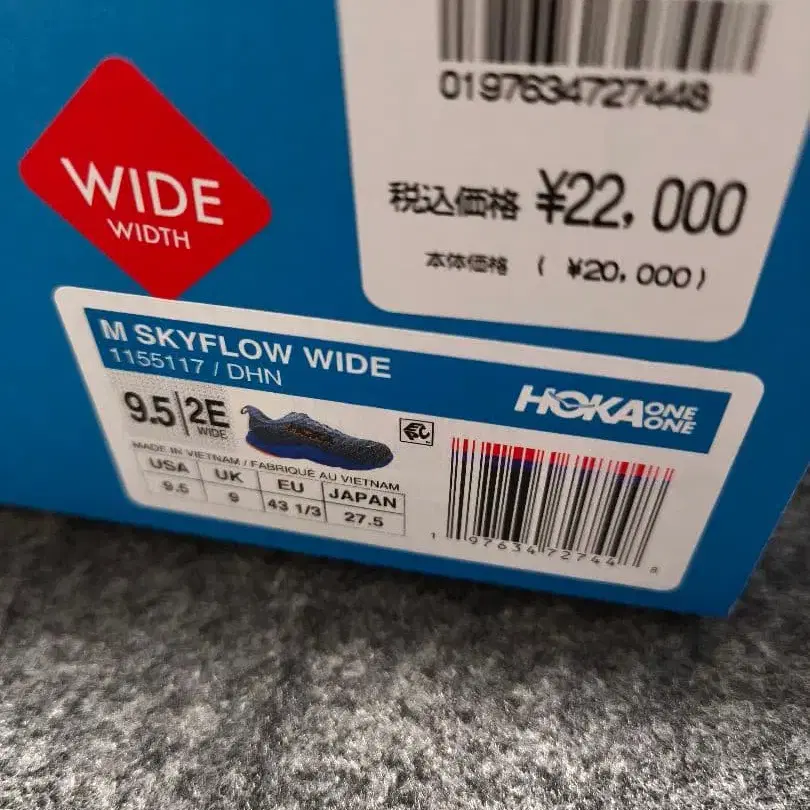 0197634727448
税込価格 ¥22,000
本体価格 ( ¥20,000)
WIDE
WIDTH
M SKYFLOW WIDE
1155117 / DHN
HOKA ONE ONE
9.5 | 2E
WIDE
MADE IN VIETNAM / FABRIQUÉ AU VIETNAM
USA UK EU JAPAN
9.5 9 43 1/3 27.5
1 97634 72744 8